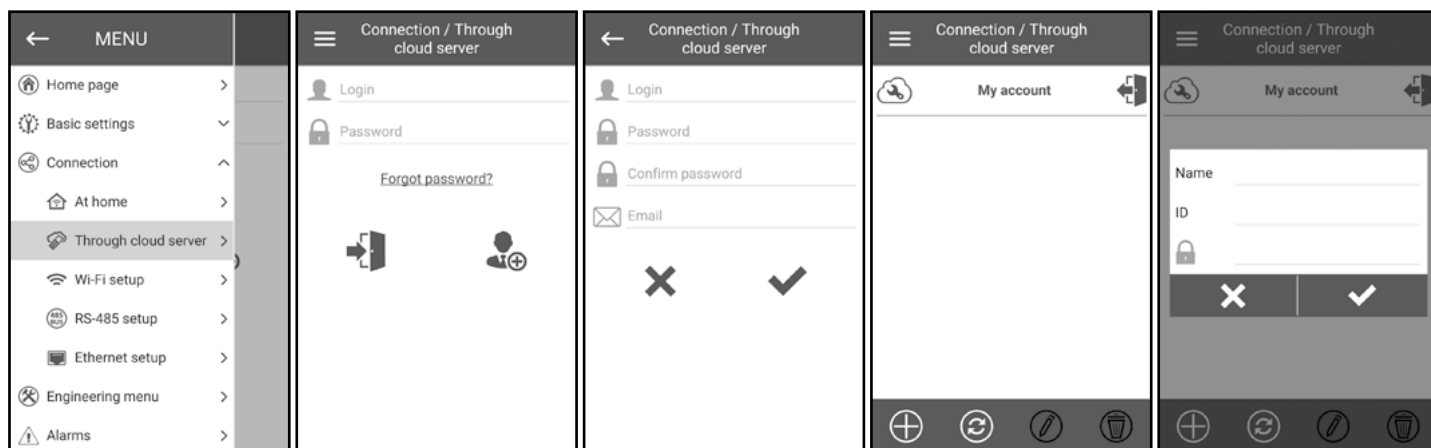 MENU
Home page
Basic settings
Connection
At home
Through cloud server
Wi-Fi setup
RS-485 setup
Ethernet setup
Engineering menu
Alarms
Connection / Through
cloud server
Login
Password
Forgot password?
Connection / Through
cloud server
Login
Password
Confirm password
Email
Connection / Through
cloud server
My account
Connection / Through
cloud server
My account
Name
ID